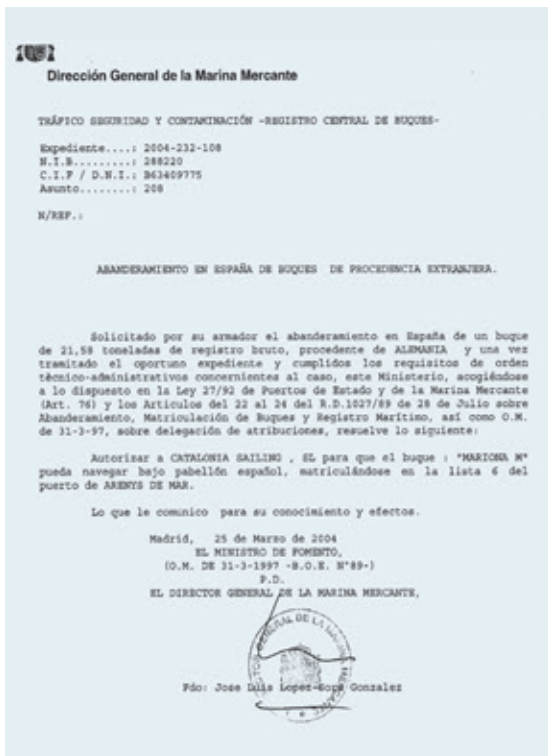 Dirección General de la Marina Mercante
TRÁFICO SEGURIDAD Y CONTAMINACIÓN -REGISTRO CENTRAL DE BUQUES-
Expediente....: 2004-232-108
N.I.B.........: 288220
C.I.F / D.N.I.: B63409775
Asunto........: 208
N/REF.:
ABANDERAMIENTO EN ESPAÑA DE BUQUES DE PROCEDENCIA EXTRANJERA.
Solicitado por su armador el abanderamiento en España de un buque
de 21,58 toneladas de registro bruto, procedente de ALEMANIA y una vez
tramitado el oportuno expediente y cumplidos los requisitos de orden
técnico-administrativos concernientes al caso, este Ministerio, acogiéndose
a lo dispuesto en la Ley 27/92 de Puertos de Estado y de la Marina Mercante
(Art. 76) y los Articulos del 22 al 24 del R.D.1027/89 de 28 de Julio sobre
Abanderamiento, Matriculación de Buques y Registro Marítimo, así como O.M.
de 31-3-97, sobre delegación de atribuciones, resuelve lo siguiente:
Autorizar a CATALONIA SAILING , SL para que el buque : "MARIONA M"
pueda navegar bajo pabellón español, matriculándose en la lista 6 del
puerto de ARENYS DE MAR.
Lo que le comunico para su conocimiento y efectos.
Madrid, 25 de Marzo de 2004
EL MINISTRO DE FOMENTO,
(O.M. DE 31-3-1997 -B.O.E. Nº89-)
P.D.
EL DIRECTOR GENERAL DE LA MARINA MERCANTE,
Fdo: Jose Luis Lopez-Sors Gonzalez